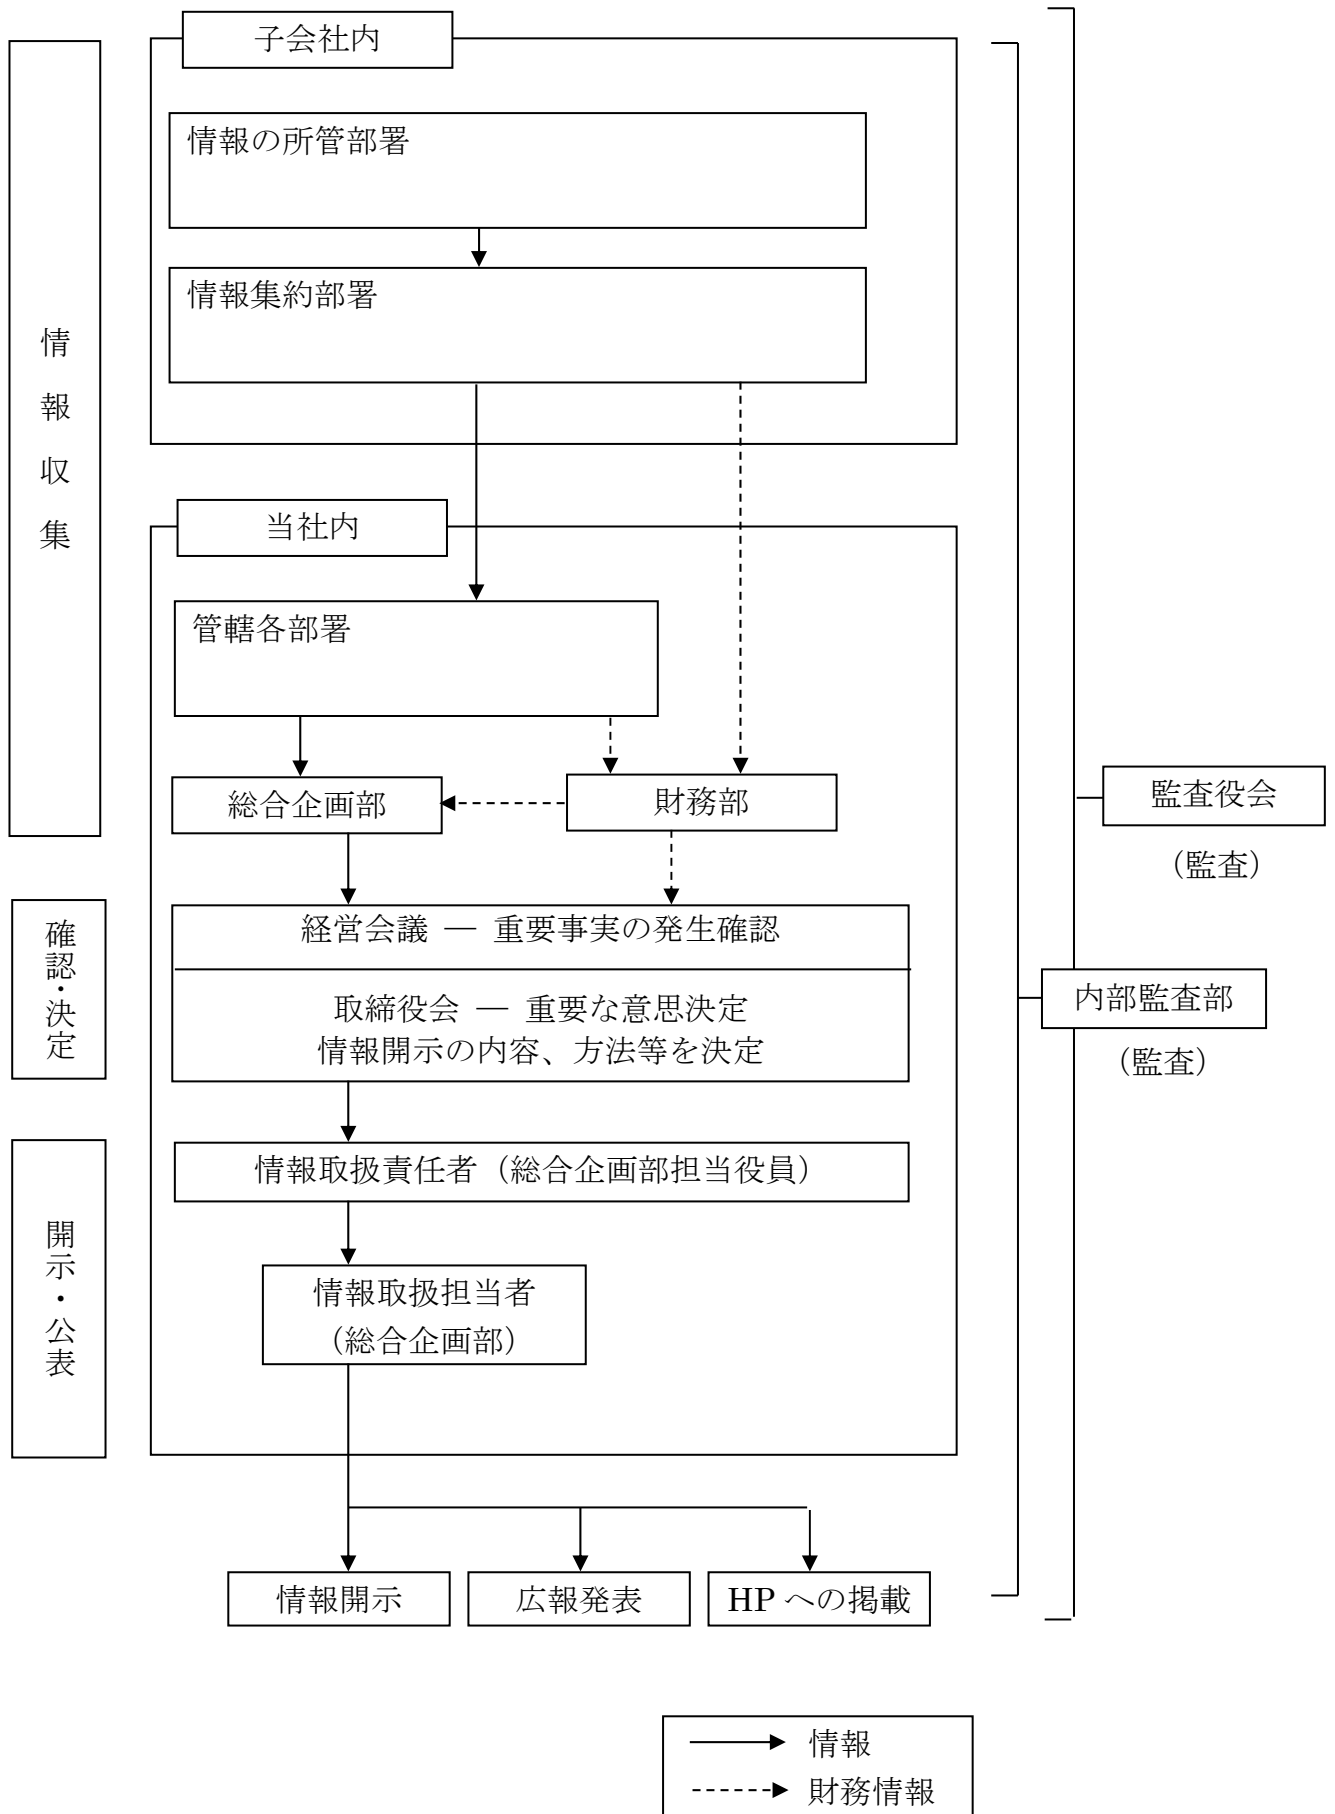 子会社内
情報の所管部署
情報集約部署
情報収集
当社内
管轄各部署
総合企画部
財務部
監査役会
（監査）
経営会議 ― 重要事実の発生確認
取締役会 ― 重要な意思決定
情報開示の内容、方法等を決定
確認・決定
内部監査部
（監査）
情報取扱責任者（総合企画部担当役員）
情報取扱担当者
（総合企画部）
開示・公表
情報開示
広報発表
HP への掲載
情報
財務情報